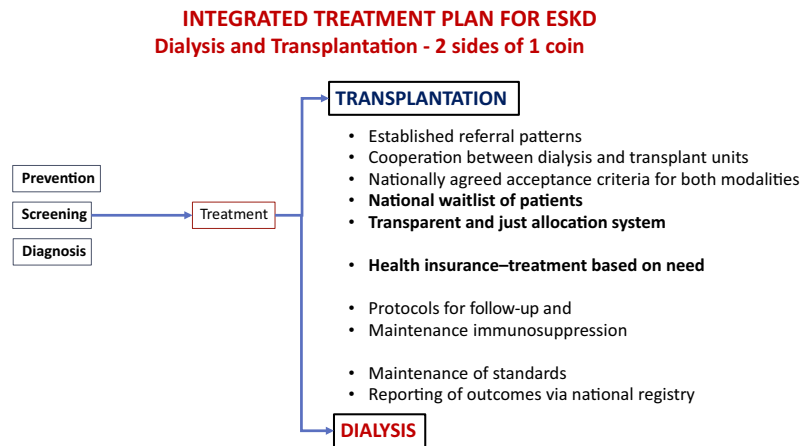 INTEGRATED TREATMENT PLAN FOR ESKD
Dialysis and Transplantation - 2 sides of 1 coin
TRANSPLANTATION
• Established referral patterns
• Cooperation between dialysis and transplant units
• Nationally agreed acceptance criteria for both modalities
• National waitlist of patients
• Transparent and just allocation system
• Health insurance–treatment based on need
• Protocols for follow-up and
• Maintenance immunosuppression
• Maintenance of standards
• Reporting of outcomes via national registry
Prevention
Screening
Diagnosis
Treatment
DIALYSIS